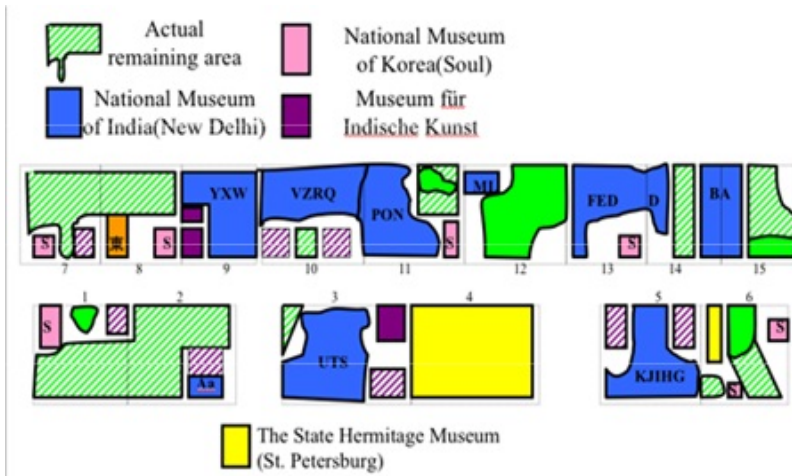 Actual
remaining area
National Museum
of Korea(Soul)
National Museum
of India(New Delhi)
Museum für
Indische Kunst
YXW VZRQ PON MI FED D BA
S 東 S S S
7 8 9 10 11 12 13 14 15
1 2 3 4 5 6
S S
UTS KJIHG
Aa S
The State Hermitage Museum
(St. Petersburg)